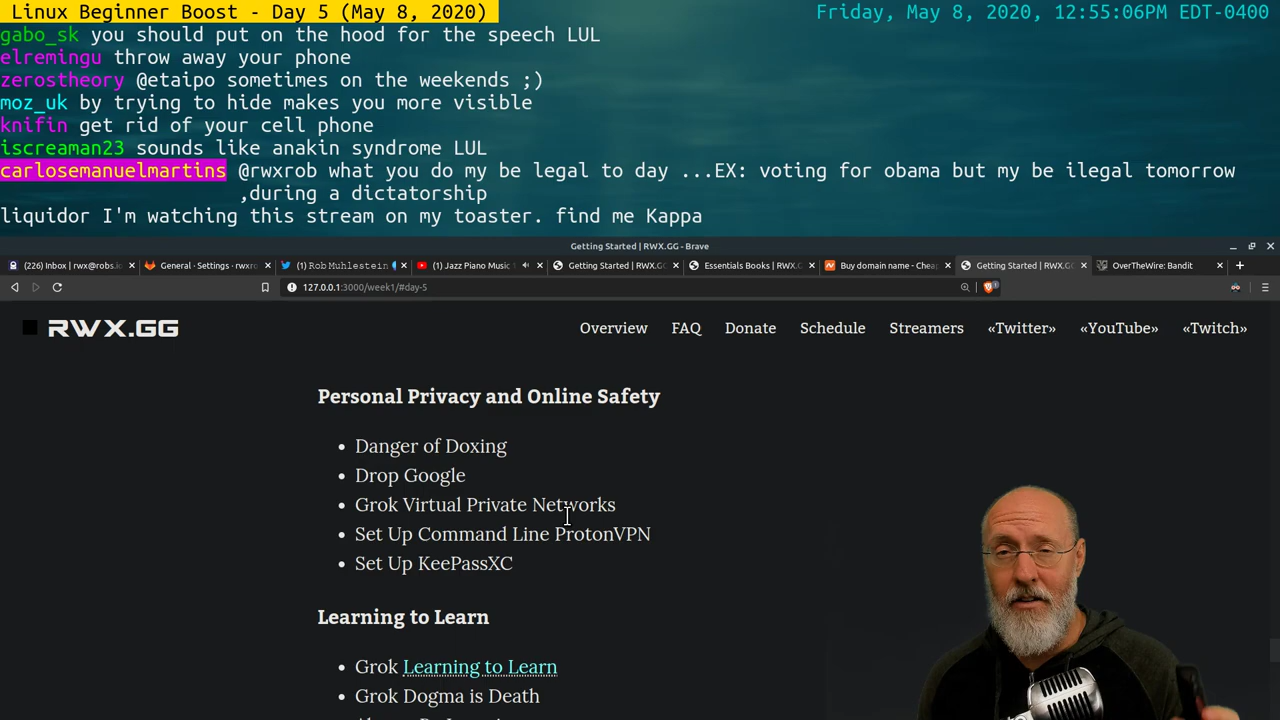 Linux Beginner Boost - Day 5 (May 8, 2020)
Friday, May 8, 2020, 12:55:06PM EDT-0400
gabo_sk you should put on the hood for the speech LUL
elremingu throw away your phone
zerostheory @etaipo sometimes on the weekends ;)
moz_uk by trying to hide makes you more visible
knifin get rid of your cell phone
iscreaman23 sounds like anakin syndrome LUL
carlosemanuelmartins @rwxrob what you do my be legal to day ...EX: voting for obama but my be ilegal tomorrow
,during a dictatorship
liquidor I'm watching this stream on my toaster. find me Kappa
Getting Started | RWX.GG - Brave
(226) Inbox | rwx@robs.
General · Settings · rwxro
(1) Rob Muhlestein
(1) Jazz Piano Music
Getting Started | RWX.GG
Essentials Books | RWX.G
Buy domain name - Cheap
Getting Started | RWX.G
OverTheWire: Bandit
127.0.0.1:3000/week1/#day-5
RWX.GG
Overview FAQ Donate Schedule Streamers «Twitter» «YouTube» «Twitch»
Personal Privacy and Online Safety
• Danger of Doxing
• Drop Google
• Grok Virtual Private Networks
• Set Up Command Line ProtonVPN
• Set Up KeePassXC
Learning to Learn
• Grok Learning to Learn
• Grok Dogma is Death